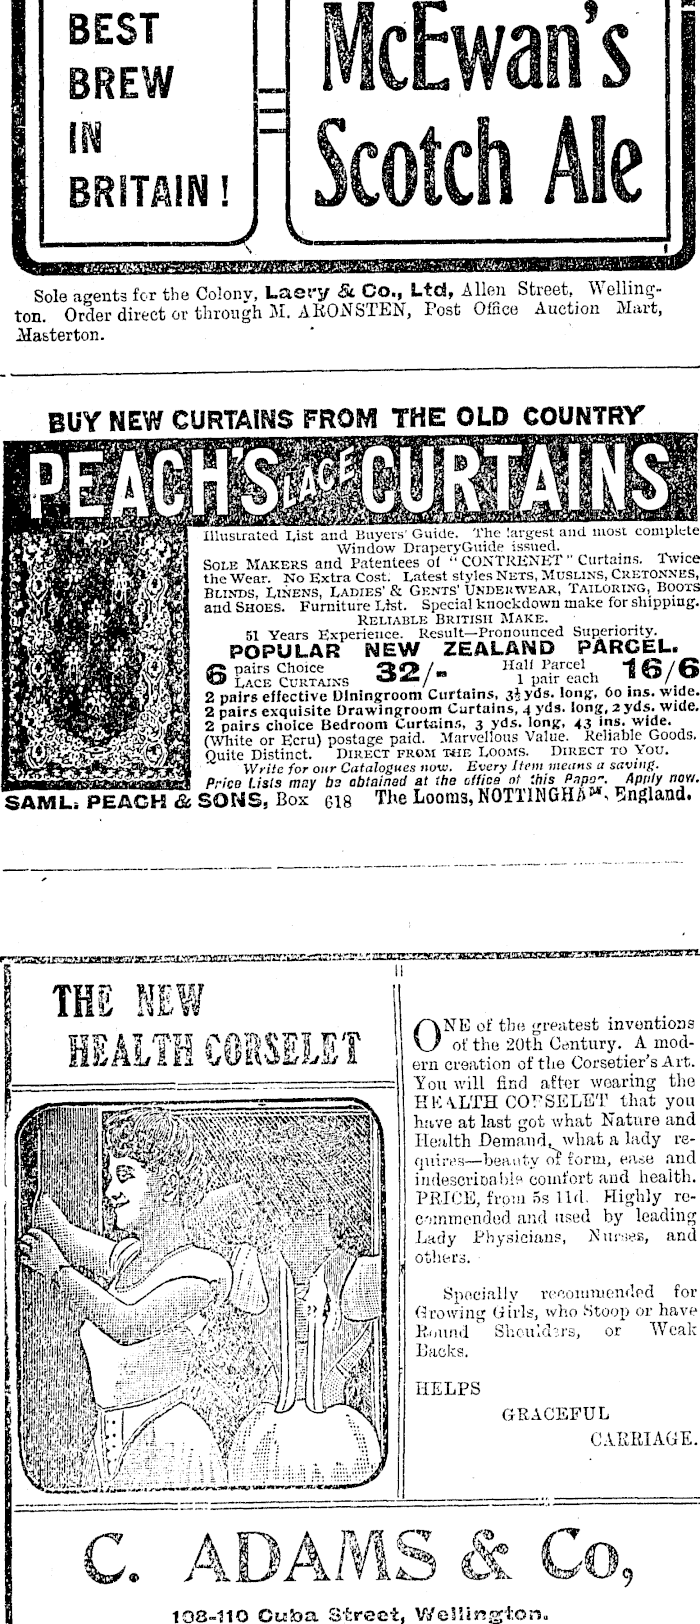 BEST
BREW
IN
BRITAIN!
McEwan's
Scotch Ale
Sole agents for the Colony, Laery & Co., Ltd, Allen Street, Welling-
ton. Order direct or through M. ARONSTEN, Post Office Auction Mart,
Masterton.
BUY NEW CURTAINS FROM THE OLD COUNTRY
PEACH'S LACE CURTAINS
Illustrated List and Buyers' Guide. The largest and most complete
Window DraperyGuide issued.
SOLE MAKERS and Patentees of "CONTRENET" Curtains. Twice
the Wear. No Extra Cost. Latest styles NETS, MUSLINS, CRETONNES,
BLINDS, LINENS, LADIES' & GENTS' UNDERWEAR, TAILORING, BOOTS
and SHOES. Furniture List. Special knockdown make for shipping.
RELIABLE BRITISH MAKE.
51 Years Experience. Result—Pronounced Superiority.
POPULAR NEW ZEALAND PARCEL.
6 pairs Choice LACE CURTAINS 32/- Half Parcel 1 pair each 16/6
2 pairs effective Diningroom Curtains, 3½ yds. long, 60 ins. wide.
2 pairs exquisite Drawingroom Curtains, 4 yds. long, 2 yds. wide.
2 pairs choice Bedroom Curtains, 3 yds. long, 43 ins. wide.
(White or Ecru) postage paid. Marvellous Value. Reliable Goods.
Quite Distinct. DIRECT FROM THE LOOMS. DIRECT TO YOU.
Write for our Catalogues now. Every Item means a saving.
Price Lists may be obtained at the office of this Paper. Apply now.
SAML. PEACH & SONS, Box 618 The Looms, NOTTINGHAM, England.
THE NEW
HEALTH CORSELET
ONE of the greatest inventions
of the 20th Century. A mod-
ern creation of the Corsetier's Art.
You will find after wearing the
HEALTH CORSELET that you
have at last got what Nature and
Health Demand, what a lady re-
quires—beauty of form, ease and
indescribable comfort and health.
PRICE, from 5s 11d. Highly re-
commended and used by leading
Lady Physicians, Nurses, and
others.
Specially recommended for
Growing Girls, who Stoop or have
Round Shoulders, or Weak
Backs.
HELPS
GRACEFUL
CARRIAGE.
C. ADAMS & Co,
108-110 Cuba Street, Wellington.